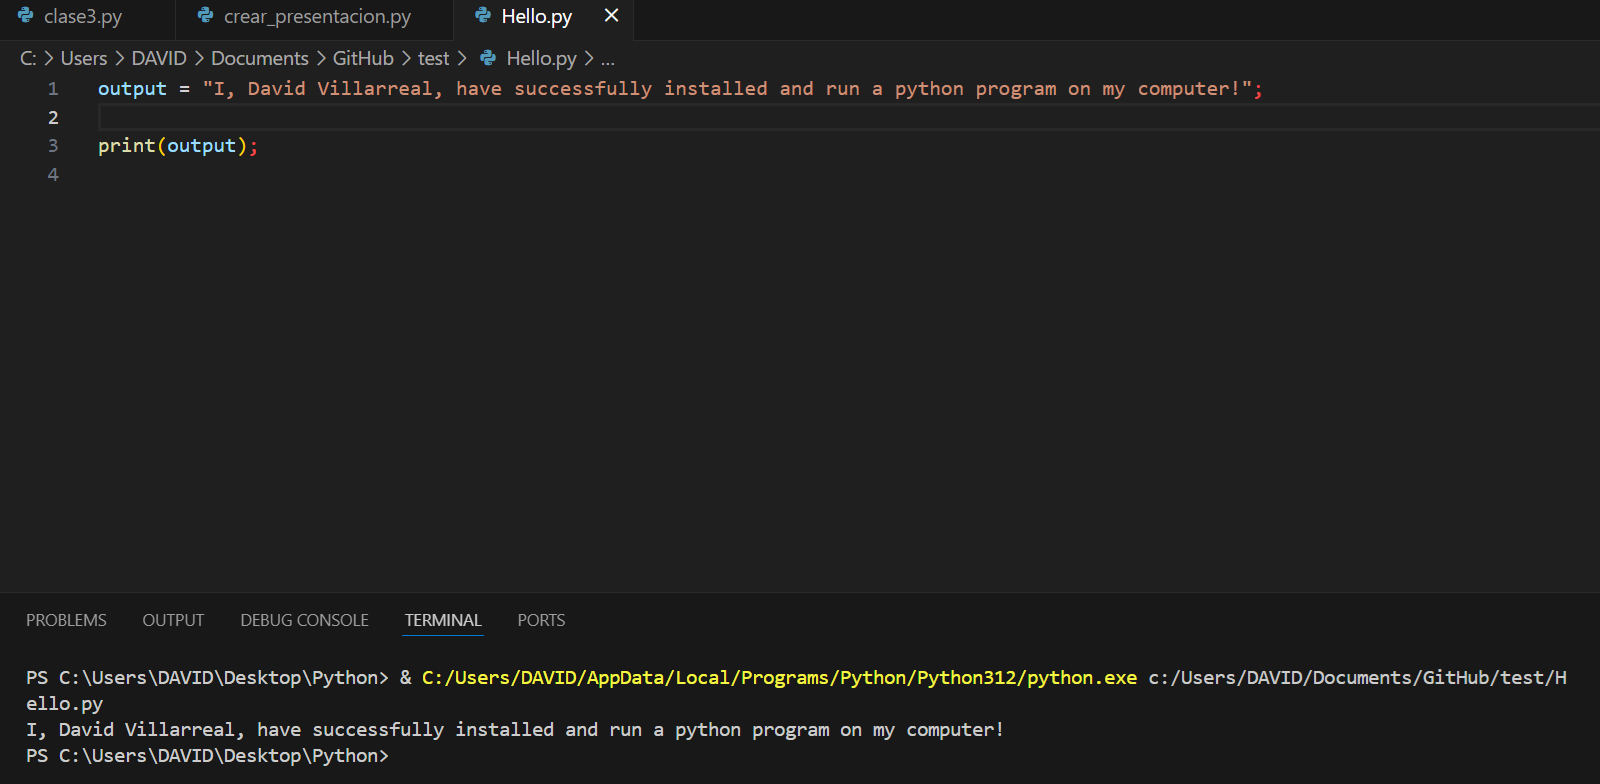 clase3.py crear_presentacion.py Hello.py
C: > Users > DAVID > Documents > GitHub > test > Hello.py > ...
1 output = "I, David Villarreal, have successfully installed and run a python program on my computer!";
2
3 print(output);
4
PROBLEMS OUTPUT DEBUG CONSOLE TERMINAL PORTS
PS C:\Users\DAVID\Desktop\Python> & C:/Users/DAVID/AppData/Local/Programs/Python/Python312/python.exe c:/Users/DAVID/Documents/GitHub/test/H
ello.py
I, David Villarreal, have successfully installed and run a python program on my computer!
PS C:\Users\DAVID\Desktop\Python>